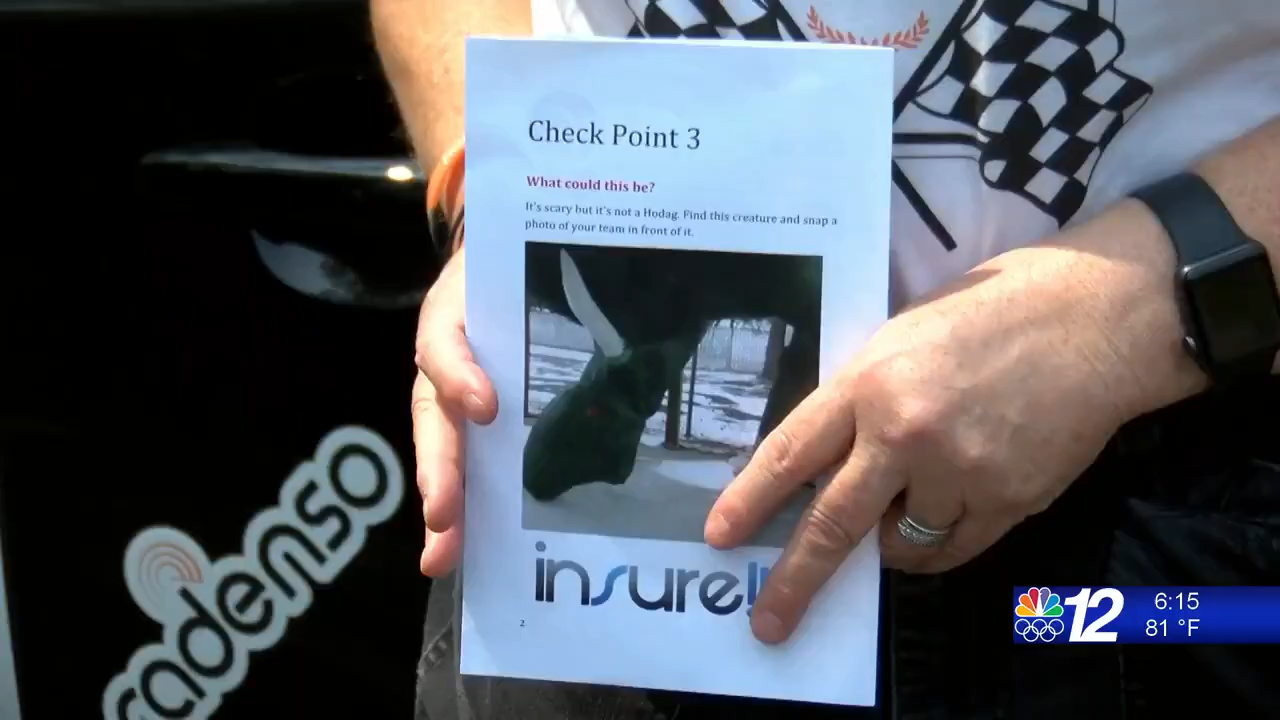 Check Point 3
What could this be?
It's scary but it's not a Hodag. Find this creature and snap a
photo of your team in front of it.
insure!
2
cadenso
12
6:15
81 °F